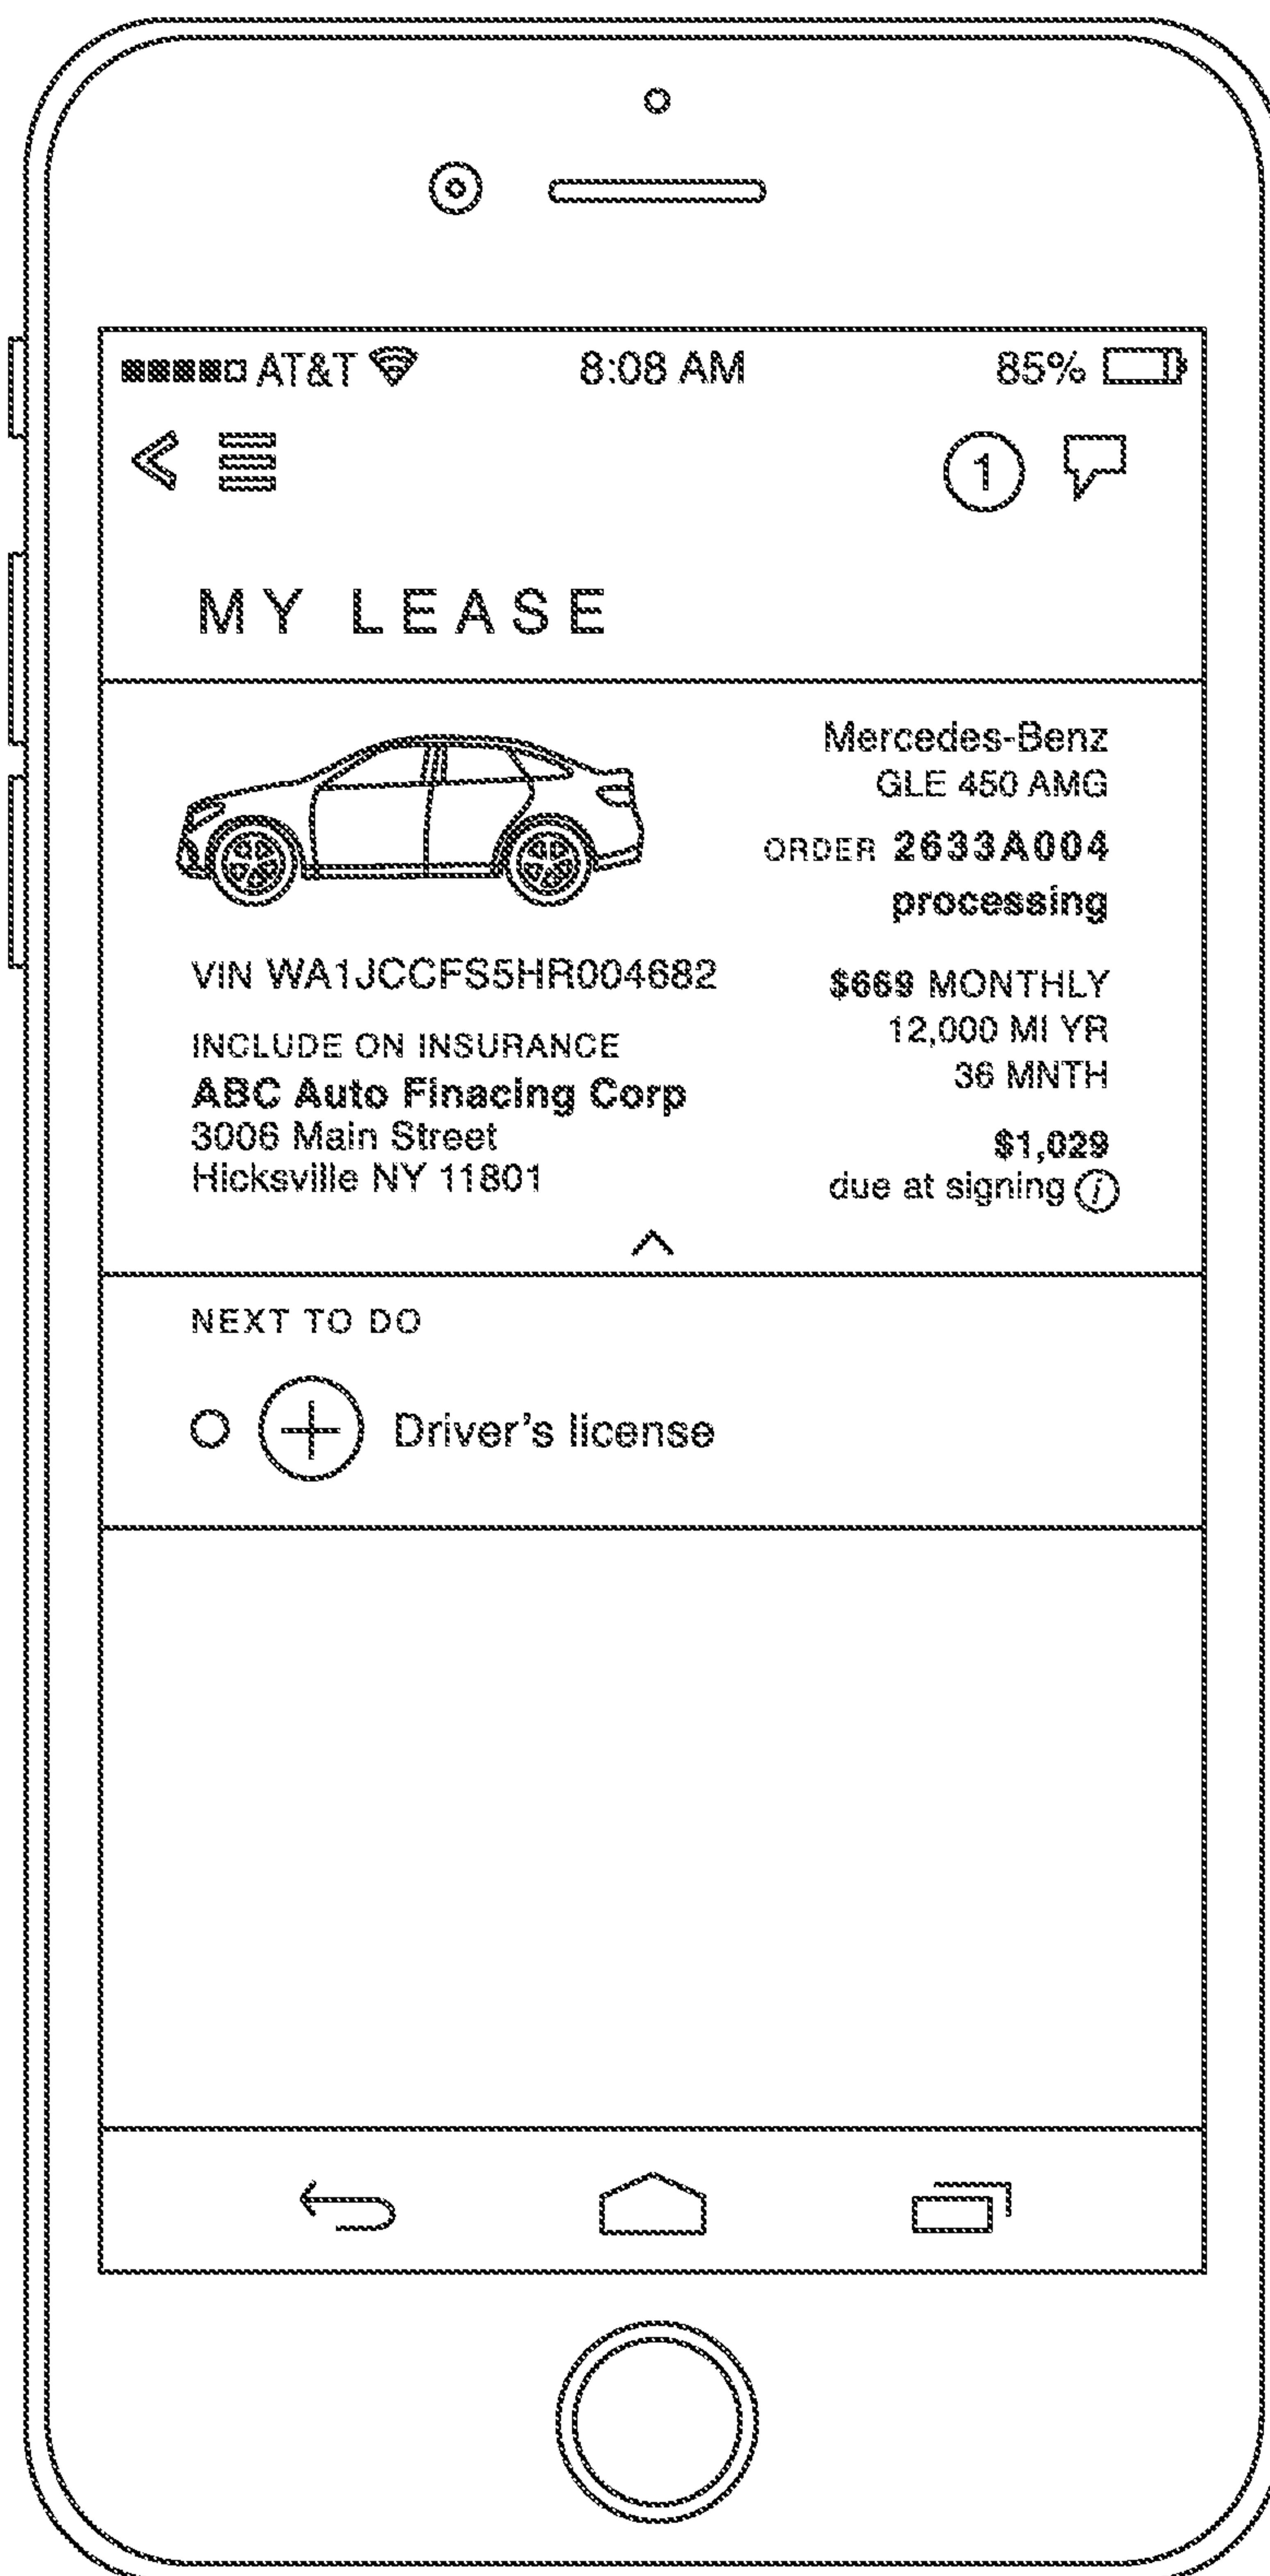 AT&T 8:08 AM 85%
1
MY LEASE
Mercedes-Benz
GLE 450 AMG
ORDER 2633A004
processing
VIN WA1JCCFS5HR004682
$669 MONTHLY
12,000 MI YR
36 MNTH
INCLUDE ON INSURANCE
ABC Auto Finacing Corp
3006 Main Street
Hicksville NY 11801
$1,029
due at signing i
NEXT TO DO
Driver's license